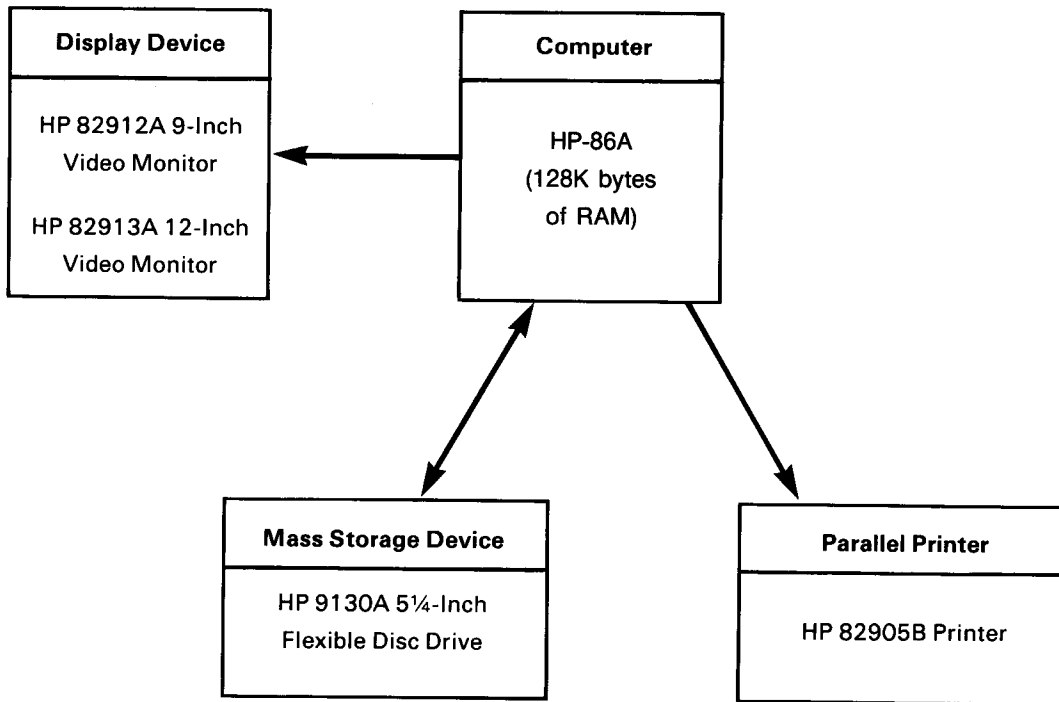 Display Device
HP 82912A 9-Inch
Video Monitor
HP 82913A 12-Inch
Video Monitor
Computer
HP-86A
(128K bytes
of RAM)
Mass Storage Device
HP 9130A 5¼-Inch
Flexible Disc Drive
Parallel Printer
HP 82905B Printer